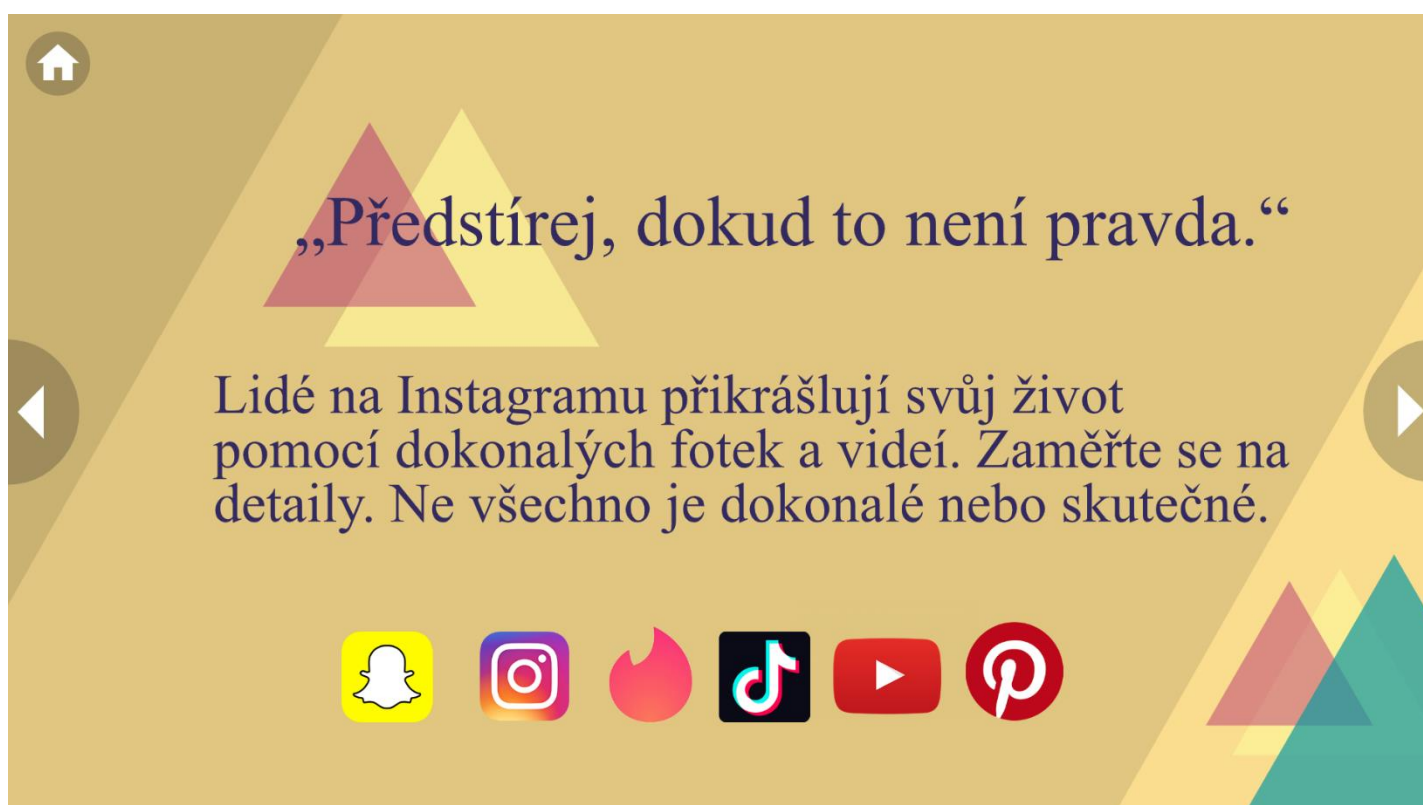 „Předstírej, dokud to není pravda.“
Lidé na Instagramu přikrášlují svůj život
pomocí dokonalých fotek a videí. Zaměřte se na
detaily. Ne všechno je dokonalé nebo skutečné.